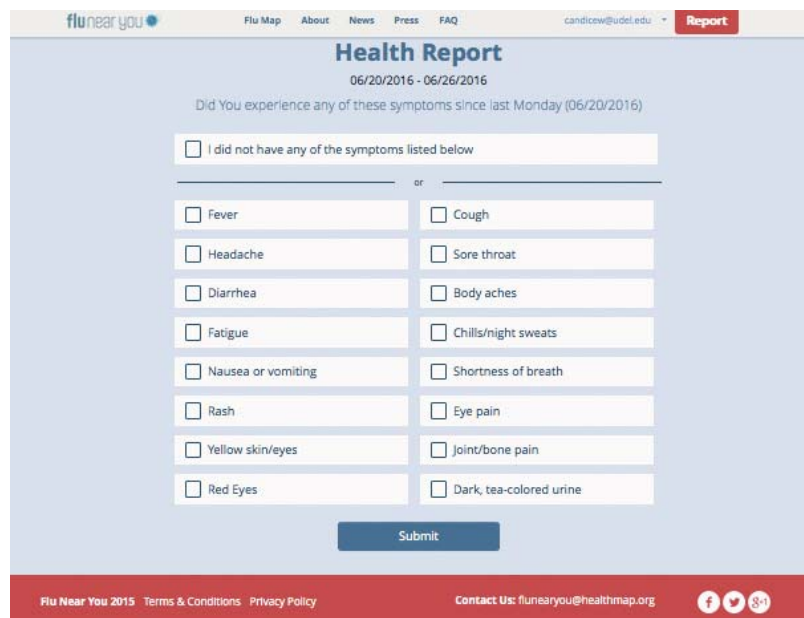 flu near you Flu Map About News Press FAQ candicew@udel.edu Report
Health Report
06/20/2016 - 06/26/2016
Did You experience any of these symptoms since last Monday (06/20/2016)
I did not have any of the symptoms listed below
or
Fever Cough
Headache Sore throat
Diarrhea Body aches
Fatigue Chills/night sweats
Nausea or vomiting Shortness of breath
Rash Eye pain
Yellow skin/eyes Joint/bone pain
Red Eyes Dark, tea-colored urine
Submit
Flu Near You 2015 Terms & Conditions Privacy Policy Contact Us: flunearyou@healthmap.org f g+1